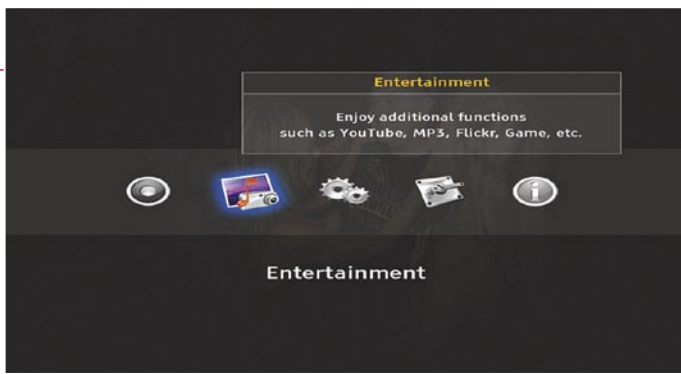 Entertainment
Enjoy additional functions
such as YouTube, MP3, Flickr, Game, etc.
Entertainment